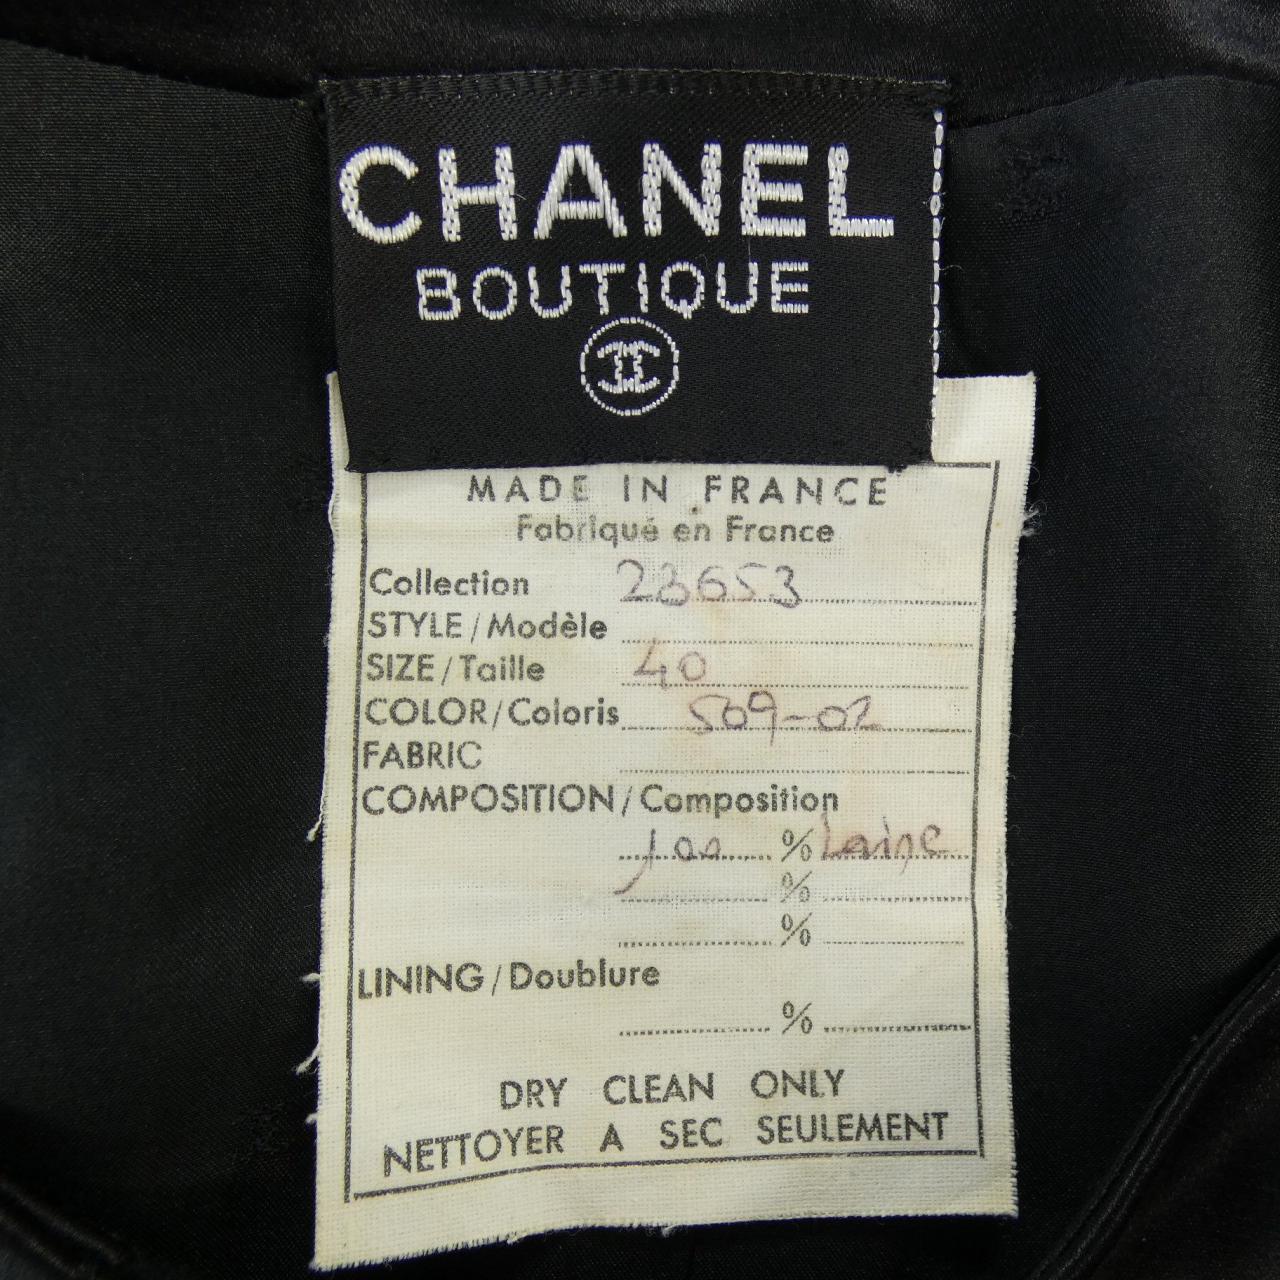 CHANEL
BOUTIQUE
MADE IN FRANCE
Fabriqué en France
Collection 23653
STYLE/Modèle
SIZE/Taille 40
COLOR/Coloris 509-02
FABRIC
COMPOSITION/Composition
100 % Laine
%
%
LINING/Doublure
%
DRY CLEAN ONLY
NETTOYER A SEC SEULEMENT